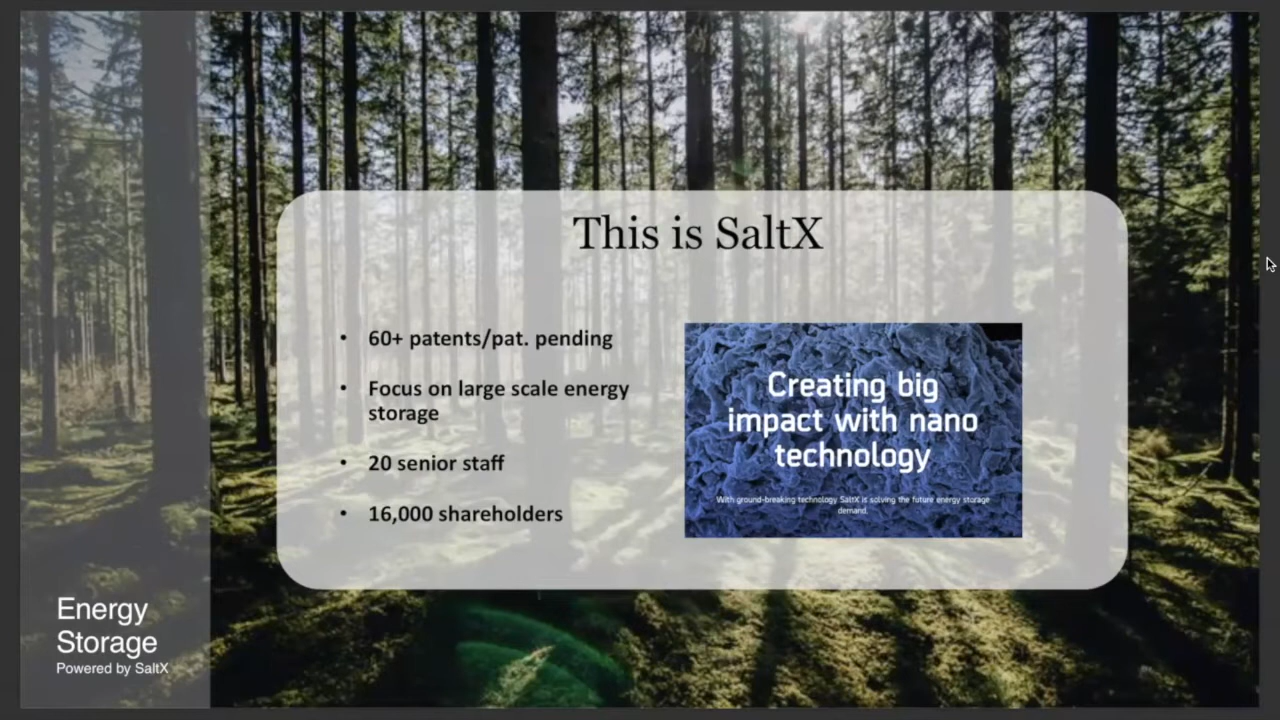 This is SaltX
• 60+ patents/pat. pending
• Focus on large scale energy
storage
• 20 senior staff
• 16,000 shareholders
Creating big
impact with nano
technology
With ground-breaking technology SaltX is solving the future energy storage
demand.
Energy
Storage
Powered by SaltX